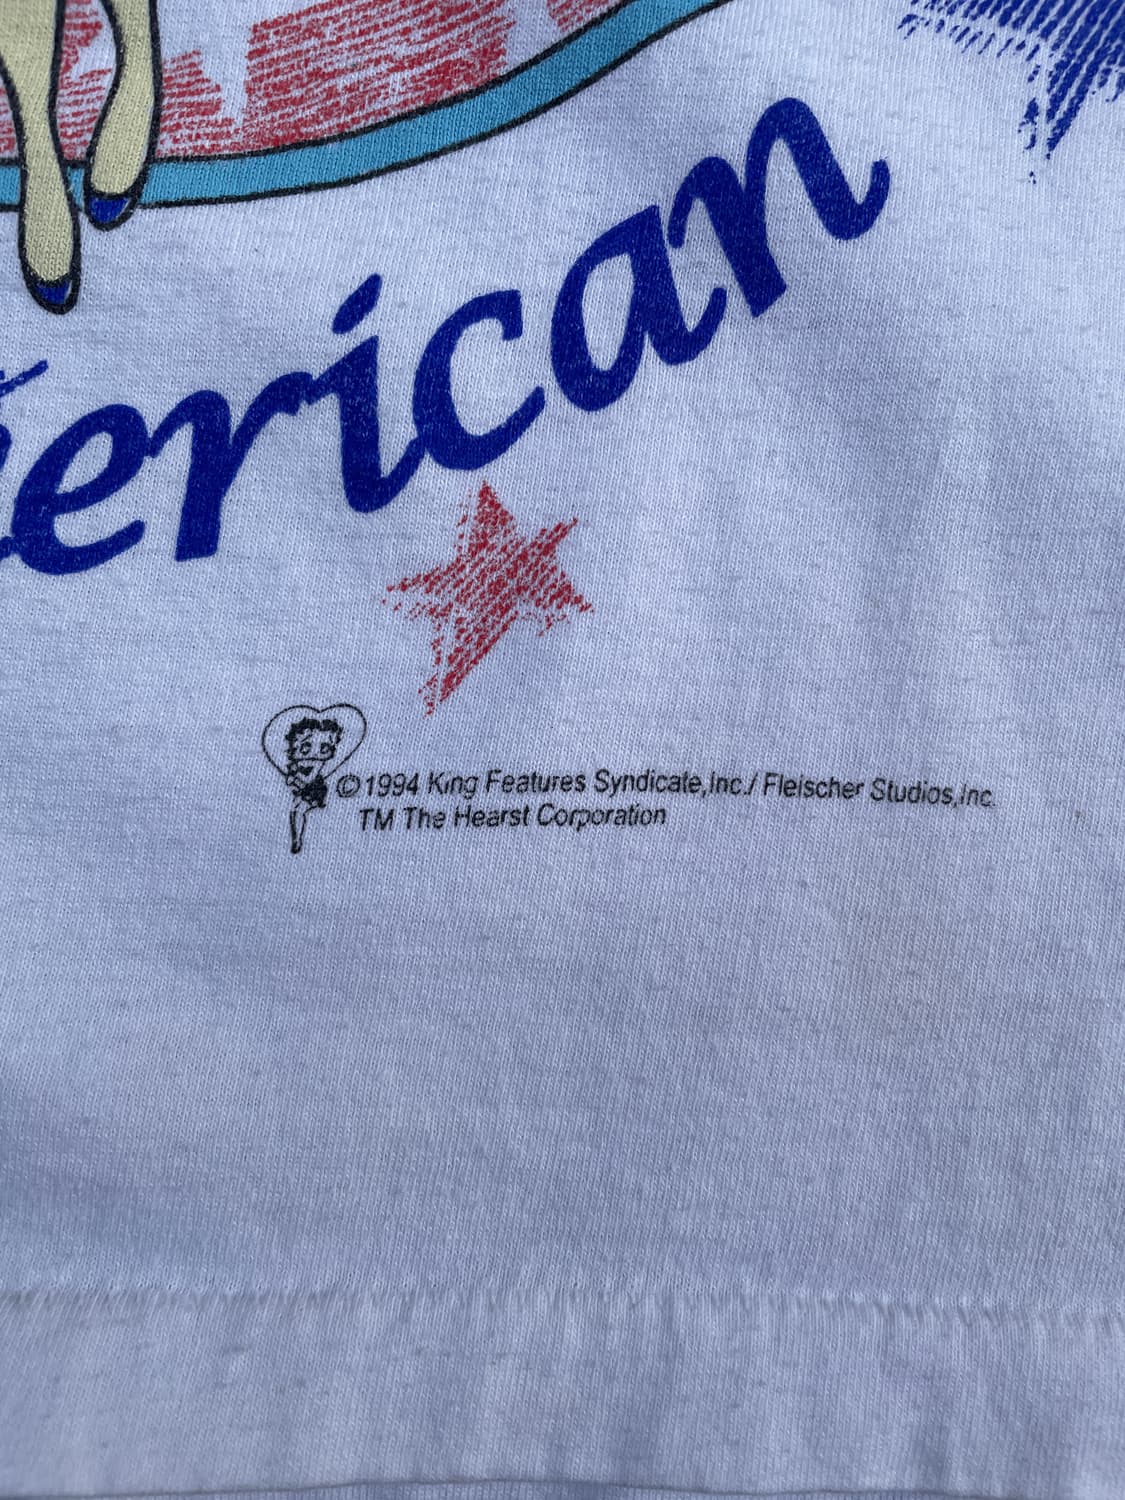 erican
©1994 King Features Syndicate,Inc./ Fleischer Studios,Inc.
TM The Hearst Corporation